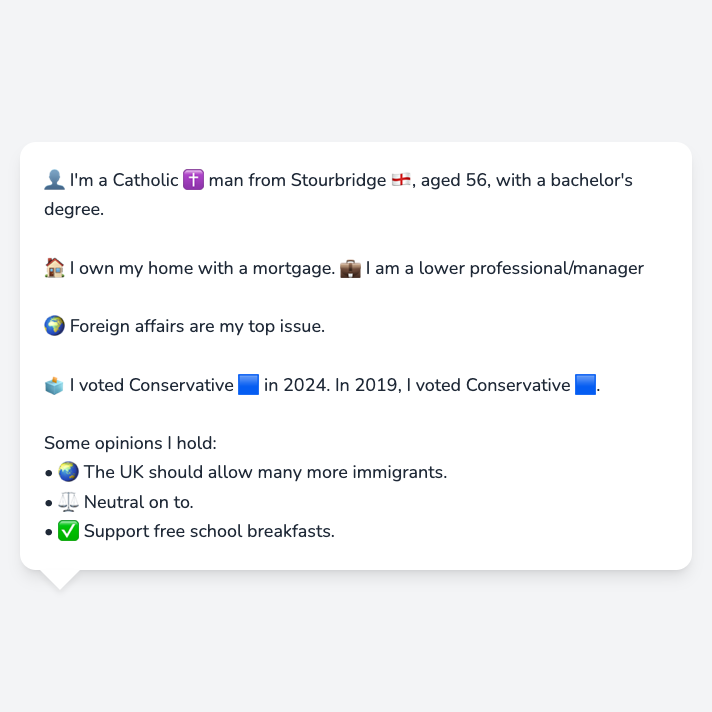 👤 I'm a Catholic ✝️ man from Stourbridge 🏴󠁧󠁢󠁥󠁮󠁧󠁿, aged 56, with a bachelor's
degree.
🏠 I own my home with a mortgage. 💼 I am a lower professional/manager
🌍 Foreign affairs are my top issue.
🗳️ I voted Conservative 🟦 in 2024. In 2019, I voted Conservative 🟦.
Some opinions I hold:
• 🌏 The UK should allow many more immigrants.
• ⚖️ Neutral on to.
• ✅ Support free school breakfasts.